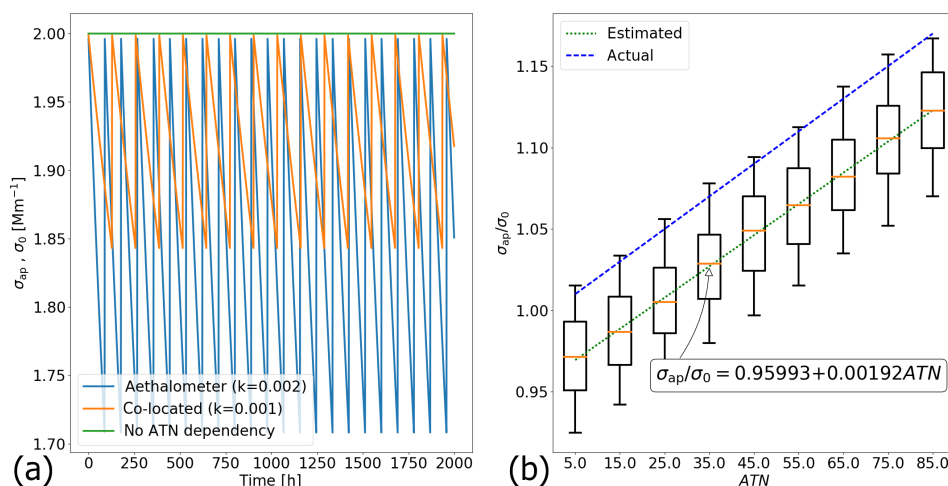 2.00
1.95
1.90
1.85
1.80
1.75
1.70
σap , σ0 [Mm−1]
Aethalometer (k=0.002)
Co-located (k=0.001)
No ATN dependency
0 250 500 750 1000 1250 1500 1750 2000
Time [h]
(a)
Estimated
Actual
1.15
1.10
1.05
1.00
0.95
σap/σ0
σap/σ0 = 0.95993+0.00192ATN
5.0 15.0 25.0 35.0 45.0 55.0 65.0 75.0 85.0
ATN
(b)